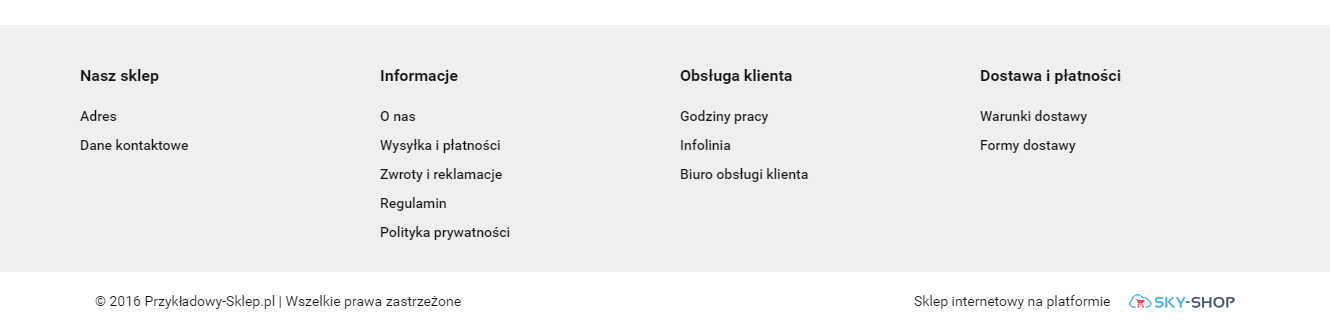 Nasz sklep
Adres
Dane kontaktowe
Informacje
O nas
Wysyłka i płatności
Zwroty i reklamacje
Regulamin
Polityka prywatności
Obsługa klienta
Godziny pracy
Infolinia
Biuro obsługi klienta
Dostawa i płatności
Warunki dostawy
Formy dostawy
© 2016 Przykładowy-Sklep.pl | Wszelkie prawa zastrzeżone
Sklep internetowy na platformie SKY-SHOP